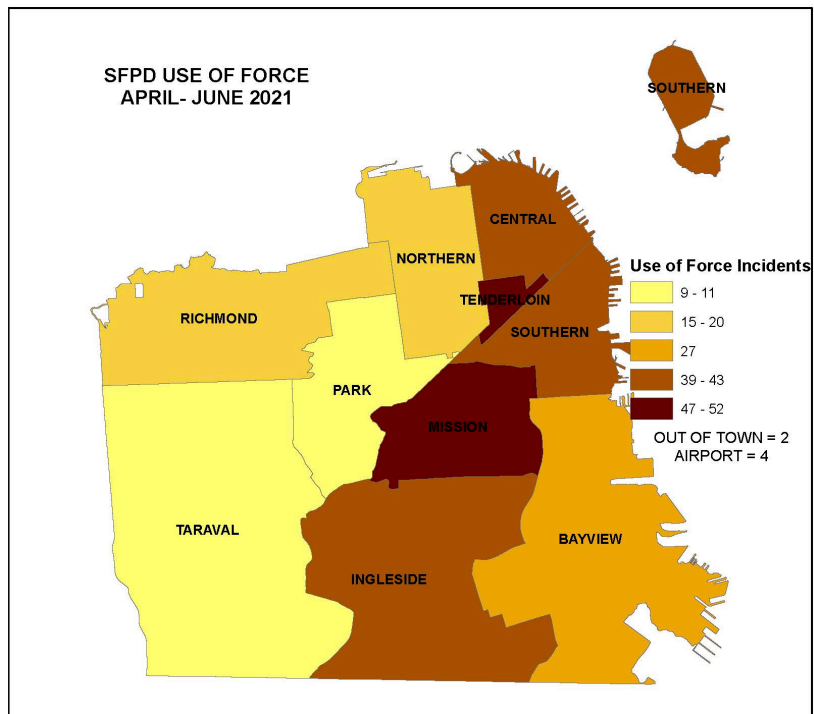 SFPD USE OF FORCE
APRIL- JUNE 2021
SOUTHERN
CENTRAL
NORTHERN
Use of Force Incidents
TENDERLOIN
9 - 11
RICHMOND
15 - 20
SOUTHERN
27
PARK
39 - 43
47 - 52
MISSION
OUT OF TOWN = 2
AIRPORT = 4
TARAVAL
BAYVIEW
INGLESIDE